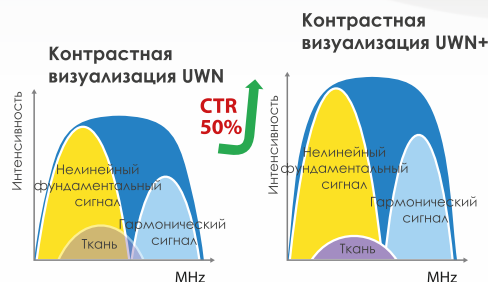 Контрастная
визуализация UWN
Интенсивность
Нелинейный
фундаментальный
сигнал
Гармонический
сигнал
Ткань
MHz
CTR
50%
Контрастная
визуализация UWN+
Интенсивность
Нелинейный
фундаментальный
сигнал
Гармонический
сигнал
Ткань
MHz